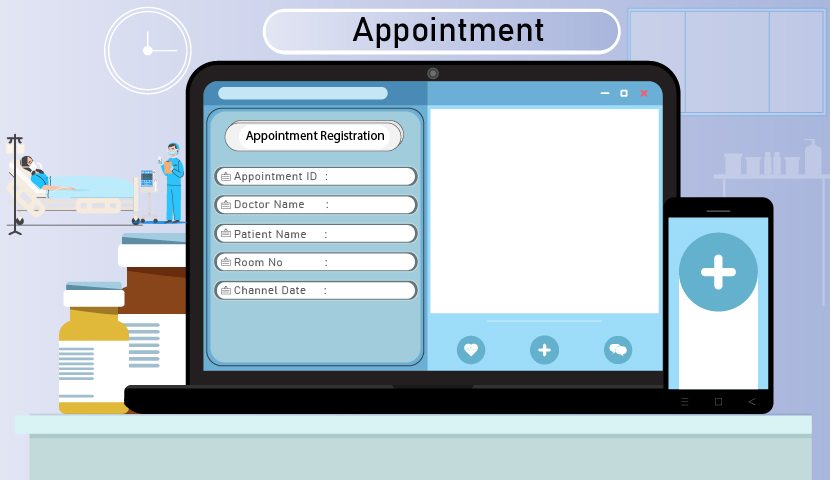 Appointment
Appointment Registration
Appointment ID :
Doctor Name :
Patient Name :
Room No :
Channel Date :